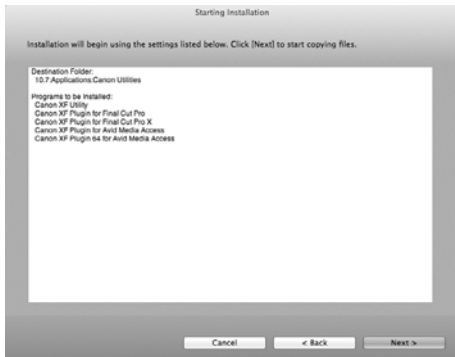 Starting Installation
Installation will begin using the settings listed below. Click [Next] to start copying files.
Destination Folder:
10.7:Applications:Canon Utilities
Programs to be Installed:
Canon XF Utility
Canon XF Plugin for Final Cut Pro
Canon XF Plugin for Final Cut Pro X
Canon XF Plugin for Avid Media Access
Canon XF Plugin 64 for Avid Media Access
Cancel
< Back
Next >